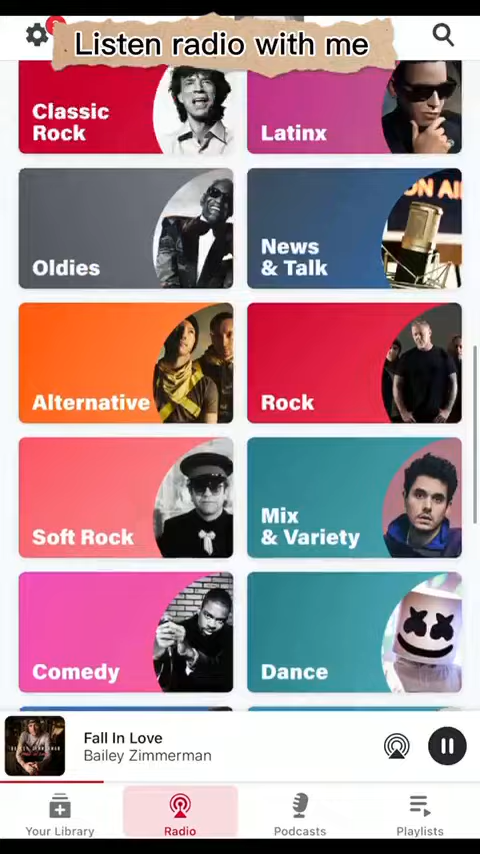 Listen radio with me
Classic
Rock
Latinx
Oldies
News
& Talk
ON AI
Alternative
Rock
Soft Rock
Mix
& Variety
Comedy
Dance
Fall In Love
Bailey Zimmerman
Your Library
Radio
Podcasts
Playlists